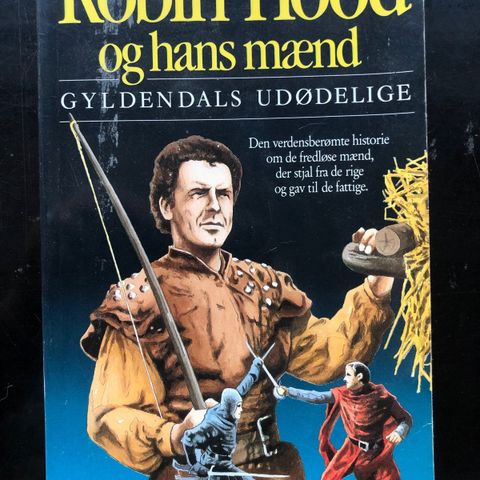 Robin Hood
og hans mænd
GYLDENDALS UDØDELIGE
Den verdensberømte historie
om de fredløse mænd,
der stjal fra de rige
og gav til de fattige.